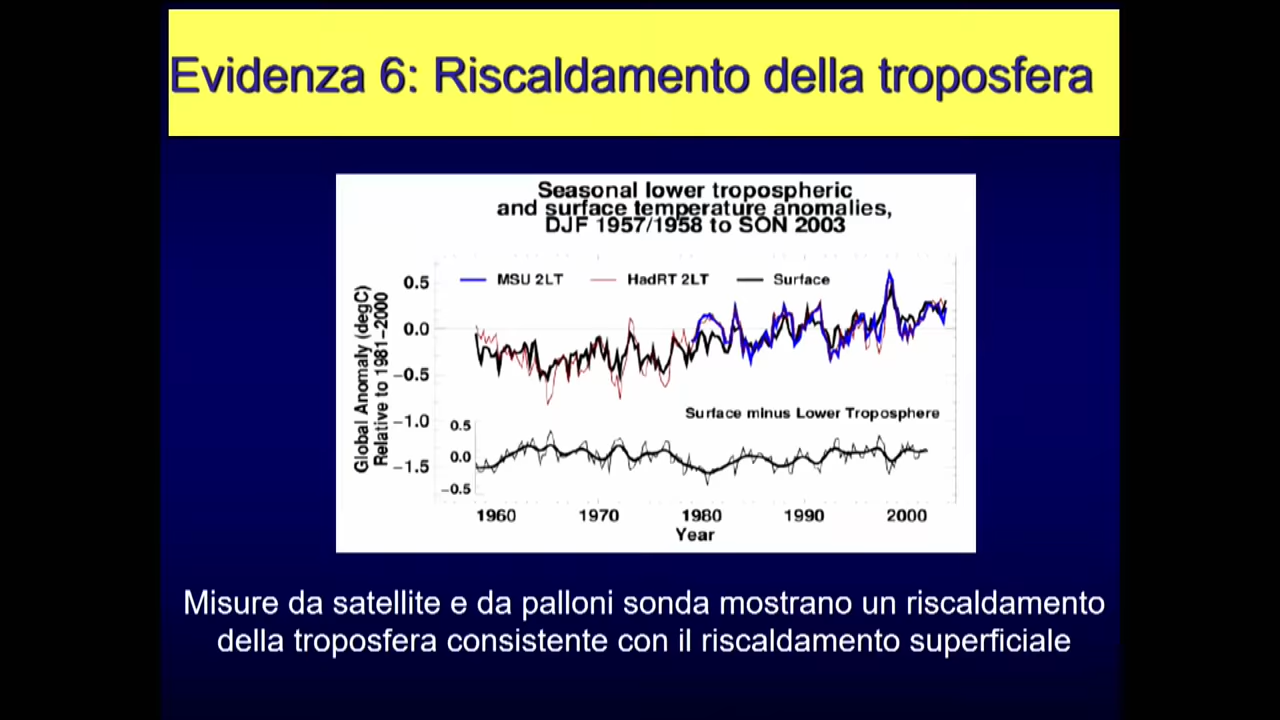 Evidenza 6: Riscaldamento della troposfera
Seasonal lower tropospheric
and surface temperature anomalies,
DJF 1957/1958 to SON 2003
MSU 2LT
HadRT 2LT
Surface
Global Anomaly (degC)
Relative to 1981-2000
0.5
0.0
-0.5
-1.0
-1.5
Surface minus Lower Troposphere
0.5
0.0
-0.5
1960
1970
1980
1990
2000
Year
Misure da satellite e da palloni sonda mostrano un riscaldamento
della troposfera consistente con il riscaldamento superficiale